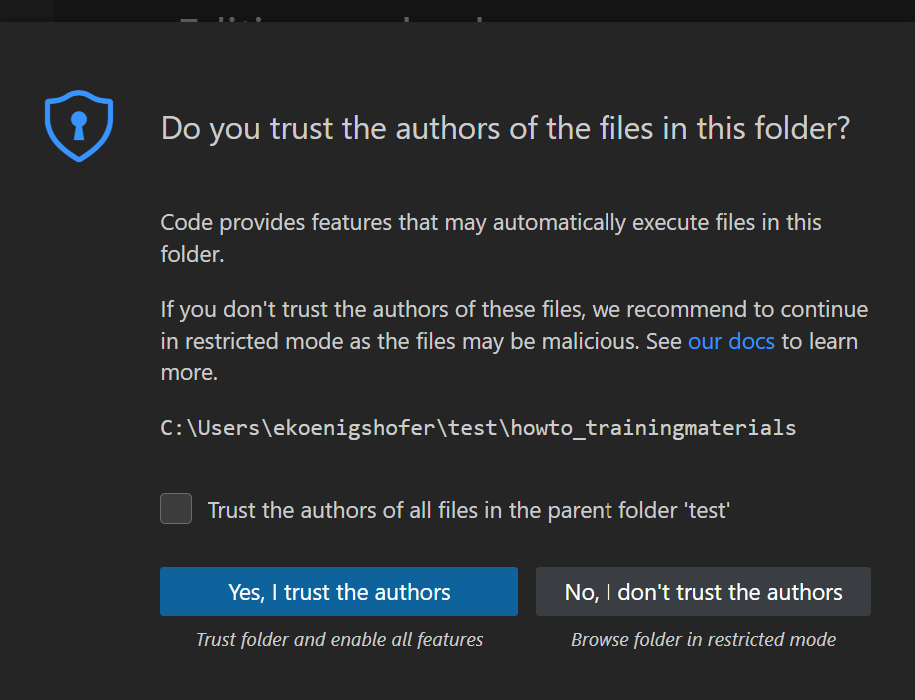 Do you trust the authors of the files in this folder?
Code provides features that may automatically execute files in this
folder.
If you don't trust the authors of these files, we recommend to continue
in restricted mode as the files may be malicious. See our docs to learn
more.
C:\Users\ekoenigshofer\test\howto_trainingmaterials
Trust the authors of all files in the parent folder 'test'
Yes, I trust the authors
No, I don't trust the authors
Trust folder and enable all features
Browse folder in restricted mode